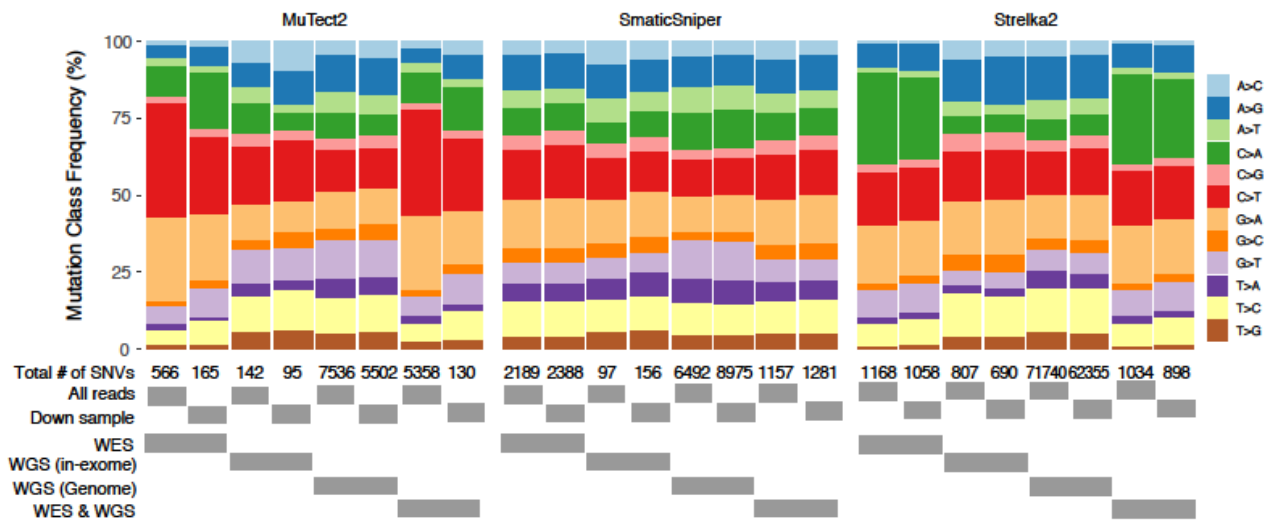 MuTect2 SmaticSniper Strelka2
Mutation Class Frequency (%)
100
75
50
25
0
A>C
A>G
A>T
C>A
C>G
C>T
G>A
G>C
G>T
T>A
T>C
T>G
Total # of SNVs 566 165 142 95 7536 5502 5358 130 2189 2388 97 156 6492 8975 1157 1281 1168 1058 807 690 71740 62355 1034 898
All reads
Down sample
WES
WGS (in-exome)
WGS (Genome)
WES & WGS